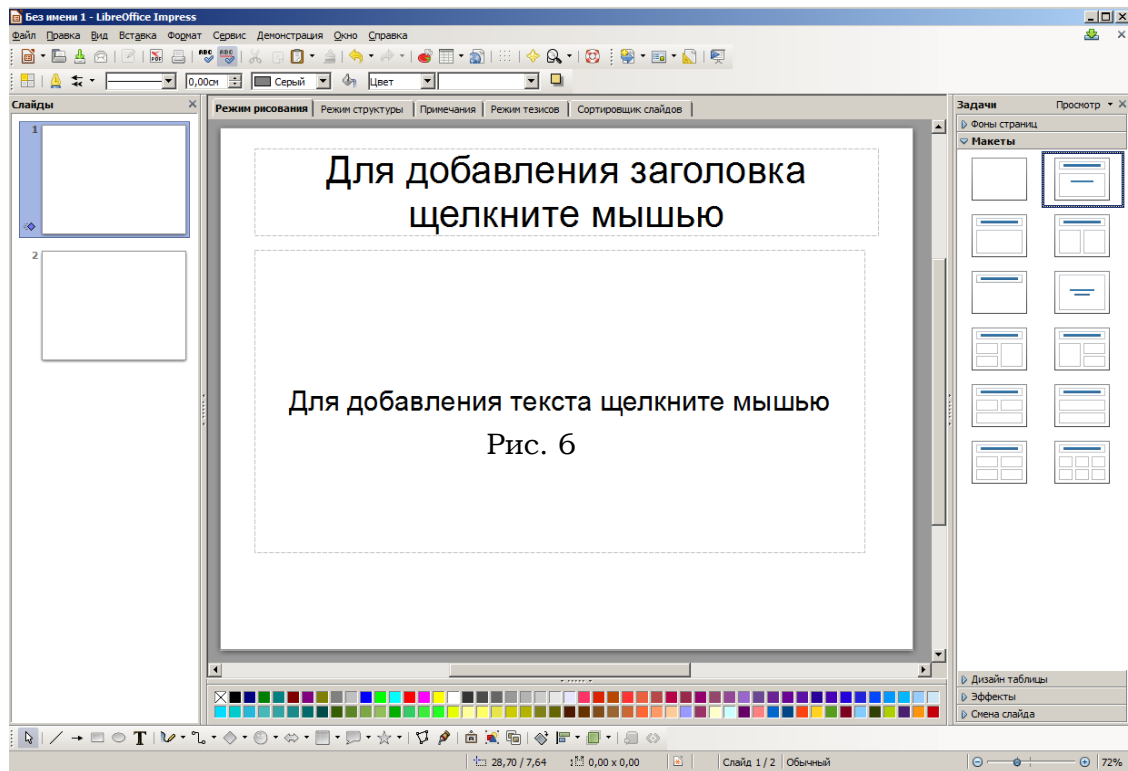 Без имени 1 - LibreOffice Impress
Файл Правка Вид Вставка Формат Сервис Демонстрация Окно Справка
0,00см Серый Цвет
Слайды
Режим рисования Режим структуры Примечания Режим тезисов Сортировщик слайдов
Задачи Просмотр
Фоны страниц
Макеты
1
2
Для добавления заголовка
щелкните мышью
Для добавления текста щелкните мышью
Рис. 6
Дизайн таблицы
Эффекты
Смена слайда
28,70 / 7,64 0,00 x 0,00 Слайд 1 / 2 Обычный 72%